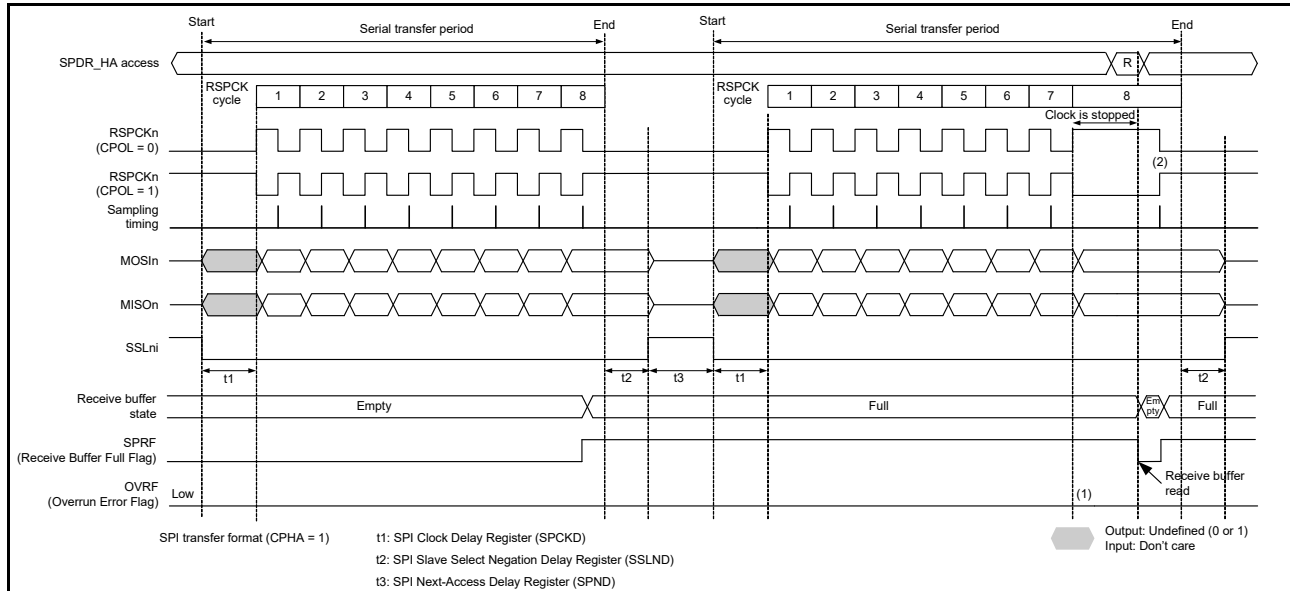 Start
Serial transfer period
End
Start
Serial transfer period
End
SPDR_HA access
R
RSPCK
cycle
1 2 3 4 5 6 7 8
RSPCK
cycle
1 2 3 4 5 6 7 8
Clock is stopped
RSPCKn
(CPOL = 0)
(2)
RSPCKn
(CPOL = 1)
Sampling
timing
MOSIn
MISOn
SSLni
t1
t2
t3
t1
t2
Receive buffer
state
Empty
Full
Em
pty
Full
SPRF
(Receive Buffer Full Flag)
Receive buffer
read
OVRF
(Overrun Error Flag)
Low
(1)
SPI transfer format (CPHA = 1)
t1: SPI Clock Delay Register (SPCKD)
t2: SPI Slave Select Negation Delay Register (SSLND)
t3: SPI Next-Access Delay Register (SPND)
Output: Undefined (0 or 1)
Input: Don't care